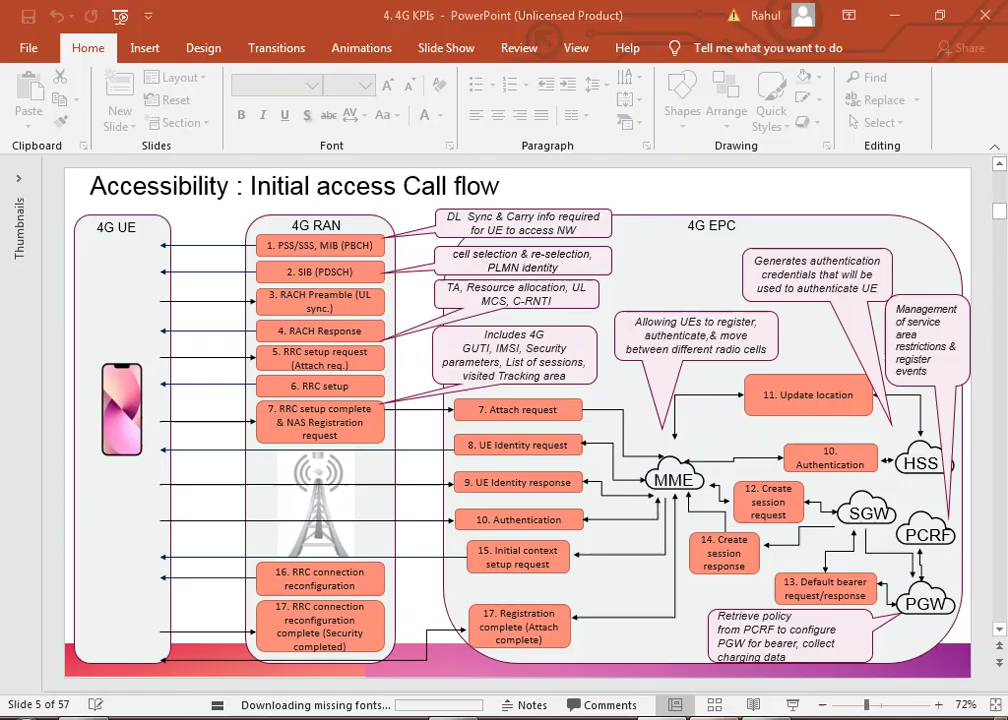 4. 4G KPIs - PowerPoint (Unlicensed Product)
Rahul
File Home Insert Design Transitions Animations Slide Show Review View Help Tell me what you want to do Share
Paste
Clipboard
New Slide
Layout
Reset
Section
Slides
B I U S abc AV Aa A
Font
Paragraph
Shapes
Arrange
Quick Styles
Drawing
Find
Replace
Select
Editing
Thumbnails
Accessibility : Initial access Call flow
4G UE
4G RAN
4G EPC
1. PSS/SSS, MIB (PBCH)
2. SIB (PDSCH)
3. RACH Preamble (UL
sync.)
4. RACH Response
5. RRC setup request
(Attach req.)
6. RRC setup
7. RRC setup complete
& NAS Registration
request
16. RRC connection
reconfiguration
17. RRC connection
reconfiguration
complete (Security
completed)
DL Sync & Carry info required
for UE to access NW
cell selection & re-selection,
PLMN identity
TA, Resource allocation, UL
MCS, C-RNTI
Includes 4G
GUTI, IMSI, Security
parameters, List of sessions,
visited Tracking area
7. Attach request
8. UE Identity request
9. UE Identity response
10. Authentication
15. Initial context
setup request
17. Registration
complete (Attach
complete)
Allowing UEs to register,
authenticate,& move
between different radio cells
Generates authentication
credentials that will be
used to authenticate UE
Management
of service
area
restrictions &
register
events
11. Update location
10.
Authentication
HSS
MME
12. Create
session
request
SGW
PCRF
14. Create
session
response
13. Default bearer
request/response
PGW
Retrieve policy
from PCRF to configure
PGW for bearer, collect
charging data
Slide 5 of 57
Downloading missing fonts...
Notes
Comments
72%